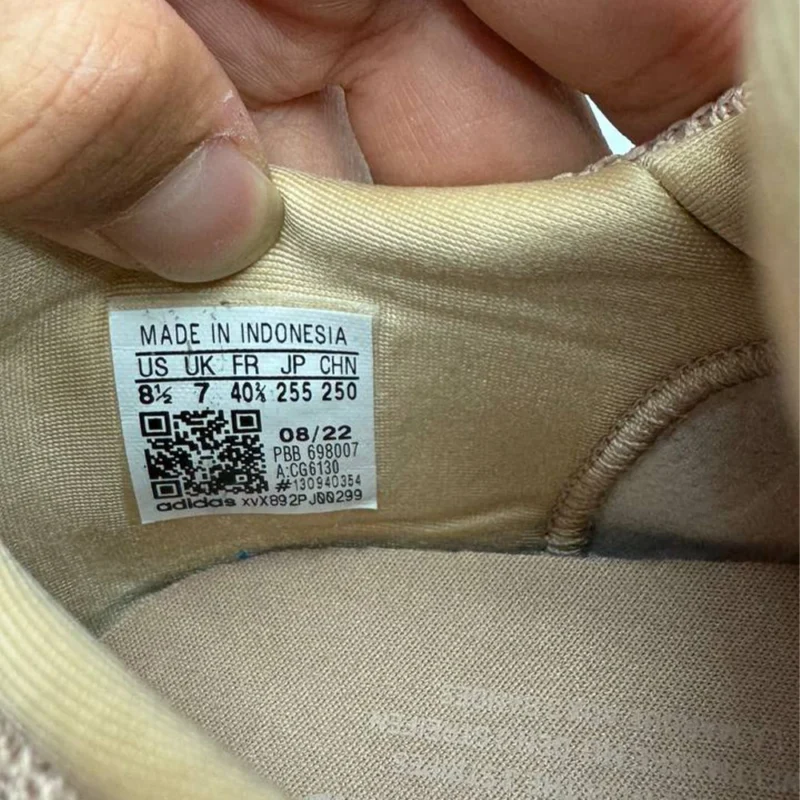 MADE IN INDONESIA
US UK FR JP CHN
8½ 7 40⅔ 255 250
08/22
PBB 698007
A:CG6130
#130940354
adidas xvX892PJ00299